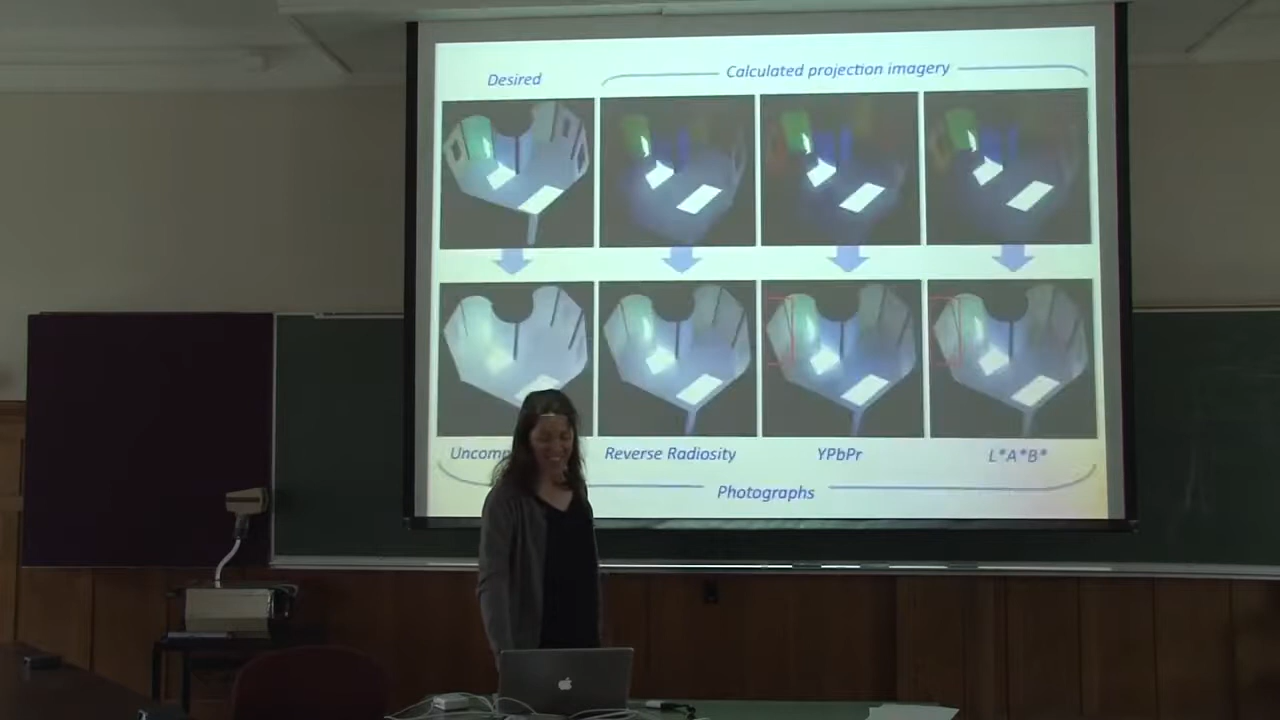 Desired
Calculated projection imagery
Reverse Radiosity
YPbPr
L*A*B*
Photographs